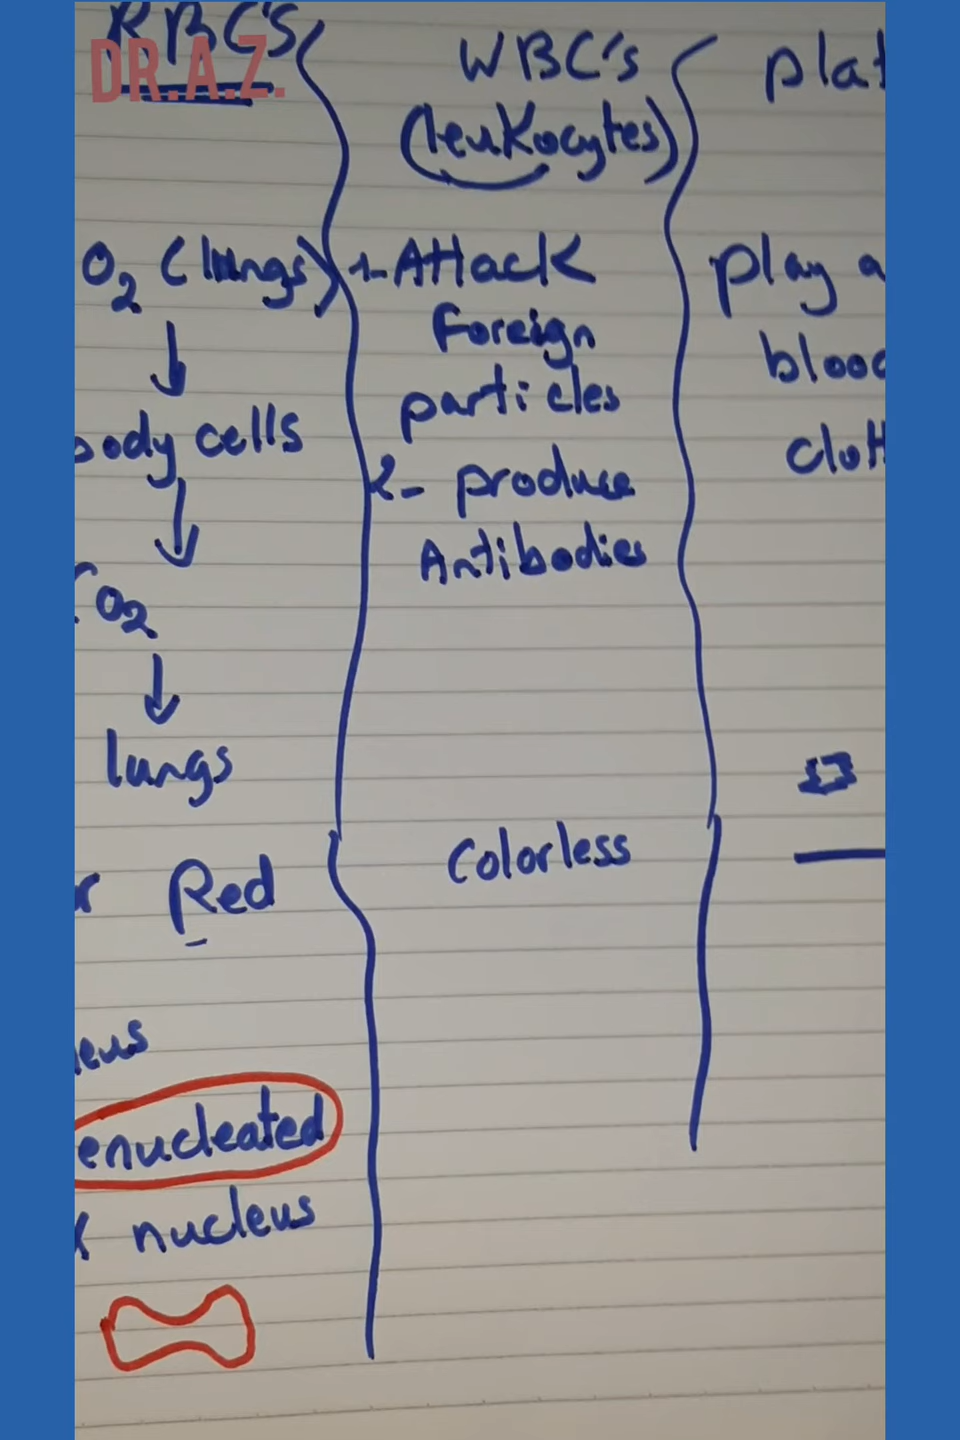 RBC'S
DR.A.Z.
O2 (lungs)
body cells
CO2
lungs
Red
enucleated
nucleus
WBC's
(leukocytes)
1- Attack
Foreign
particles
2- produce
Antibodies
Colorless
plat
play a
blood
clott